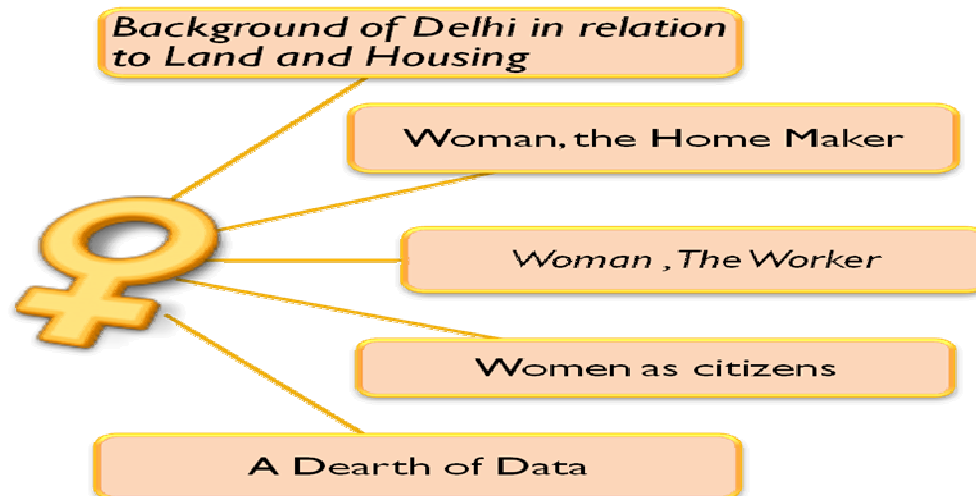 Background of Delhi in relation
to Land and Housing
Woman, the Home Maker
Woman , The Worker
Women as citizens
A Dearth of Data